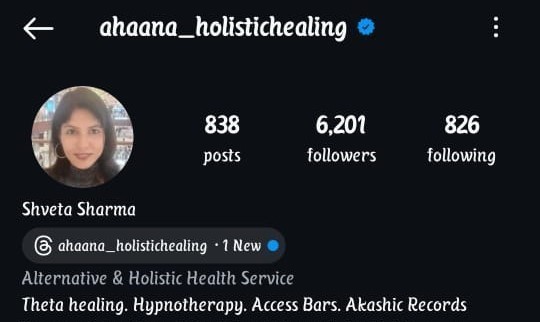 ahaana_holistichealing
838 6,201 826
posts followers following
Shveta Sharma
ahaana_holistichealing · 1 New
Alternative & Holistic Health Service
Theta healing. Hypnotherapy. Access Bars. Akashic Records